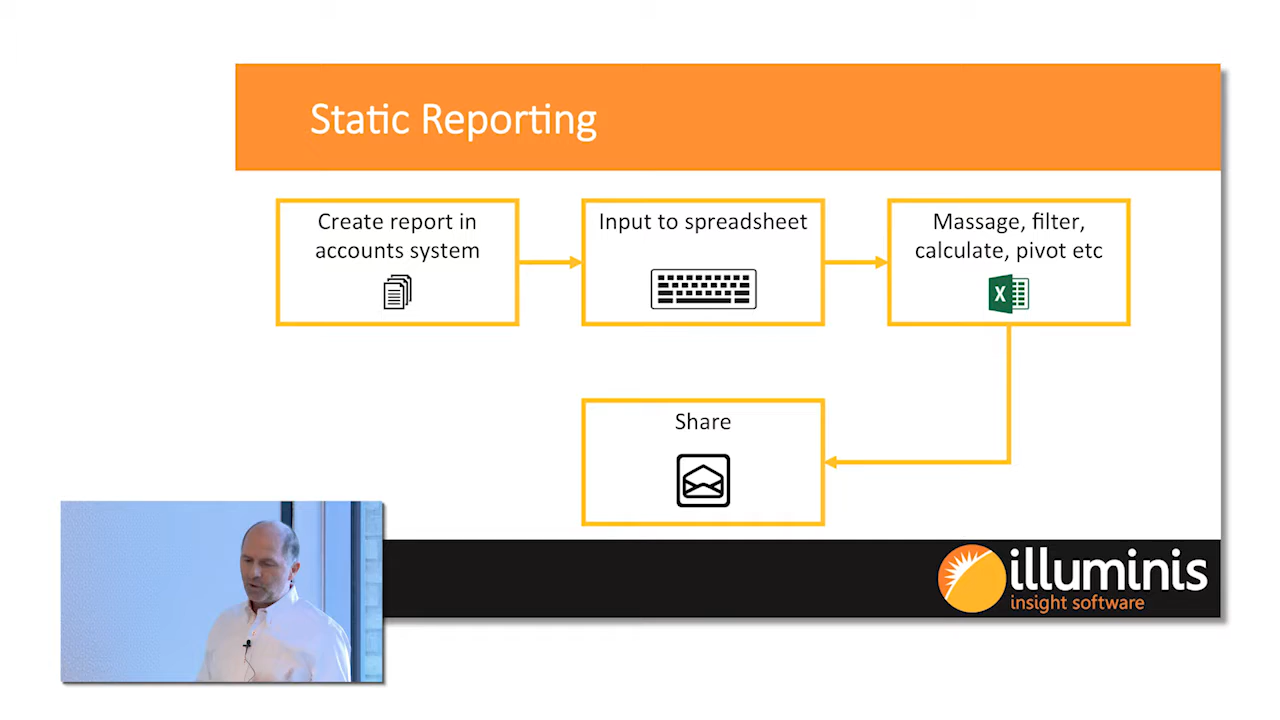 Static Reporting
Create report in
accounts system
Input to spreadsheet
Massage, filter,
calculate, pivot etc
X
Share
illuminis
insight software